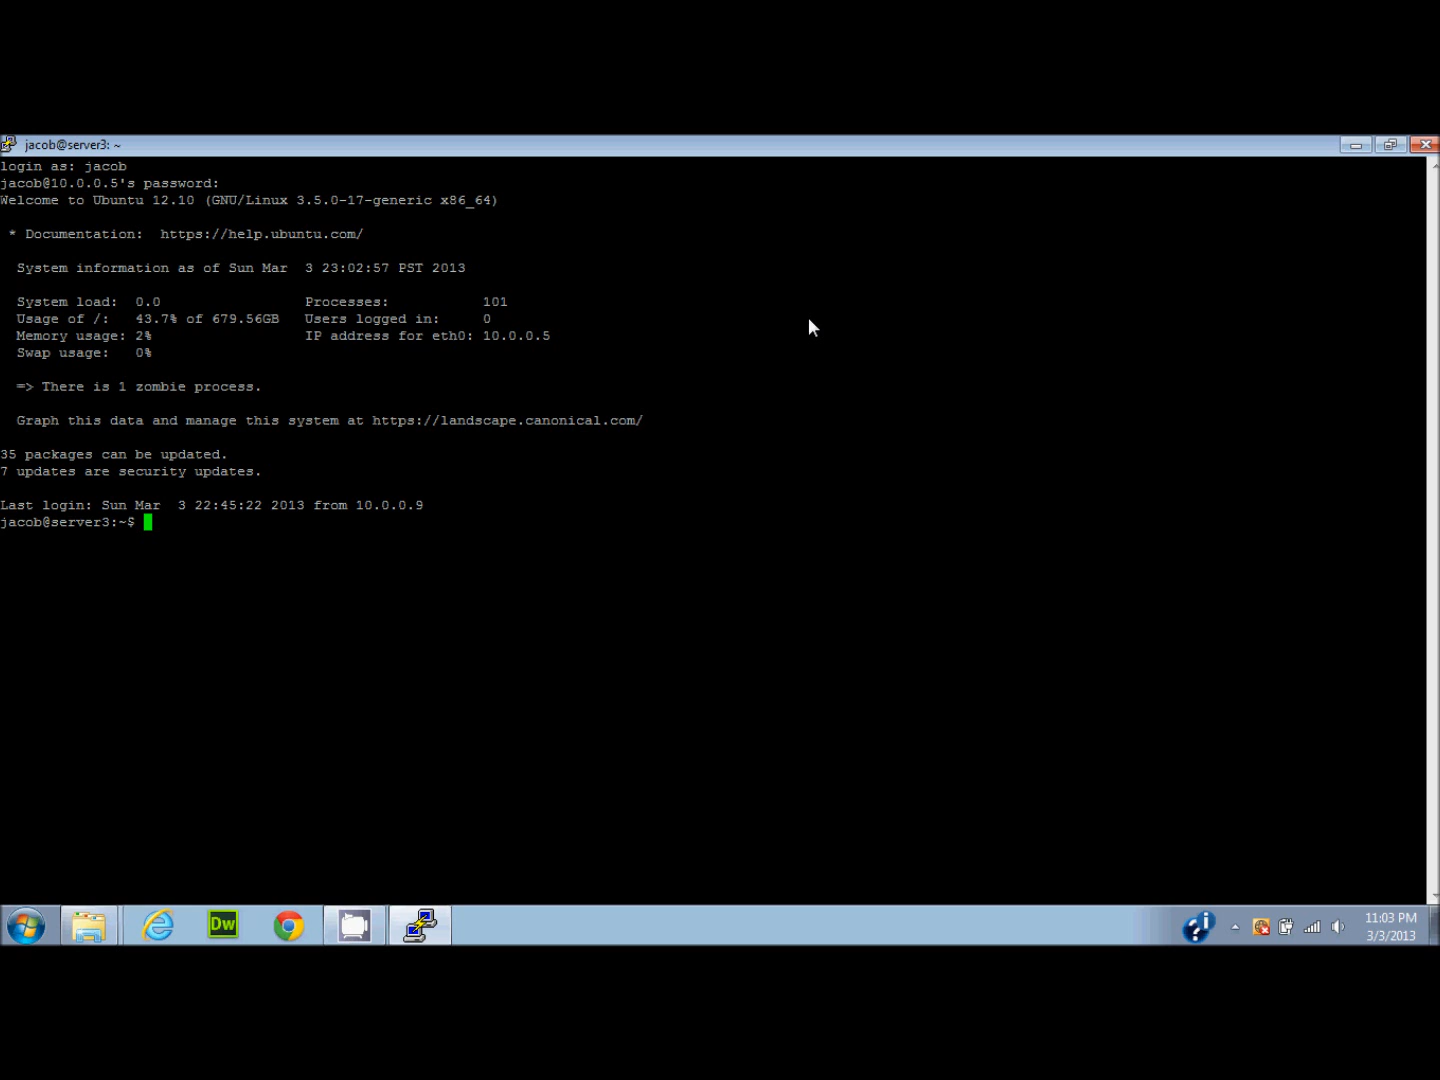 jacob@server3: ~
login as: jacob
jacob@10.0.0.5's password:
Welcome to Ubuntu 12.10 (GNU/Linux 3.5.0-17-generic x86_64)
* Documentation:  https://help.ubuntu.com/
System information as of Sun Mar  3 23:02:57 PST 2013
System load:  0.0                 Processes:           101
Usage of /:   43.7% of 679.56GB   Users logged in:     0
Memory usage: 2%                  IP address for eth0: 10.0.0.5
Swap usage:   0%
=> There is 1 zombie process.
Graph this data and manage this system at https://landscape.canonical.com/
35 packages can be updated.
7 updates are security updates.
Last login: Sun Mar  3 22:45:22 2013 from 10.0.0.9
jacob@server3:~$
Dw
11:03 PM
3/3/2013